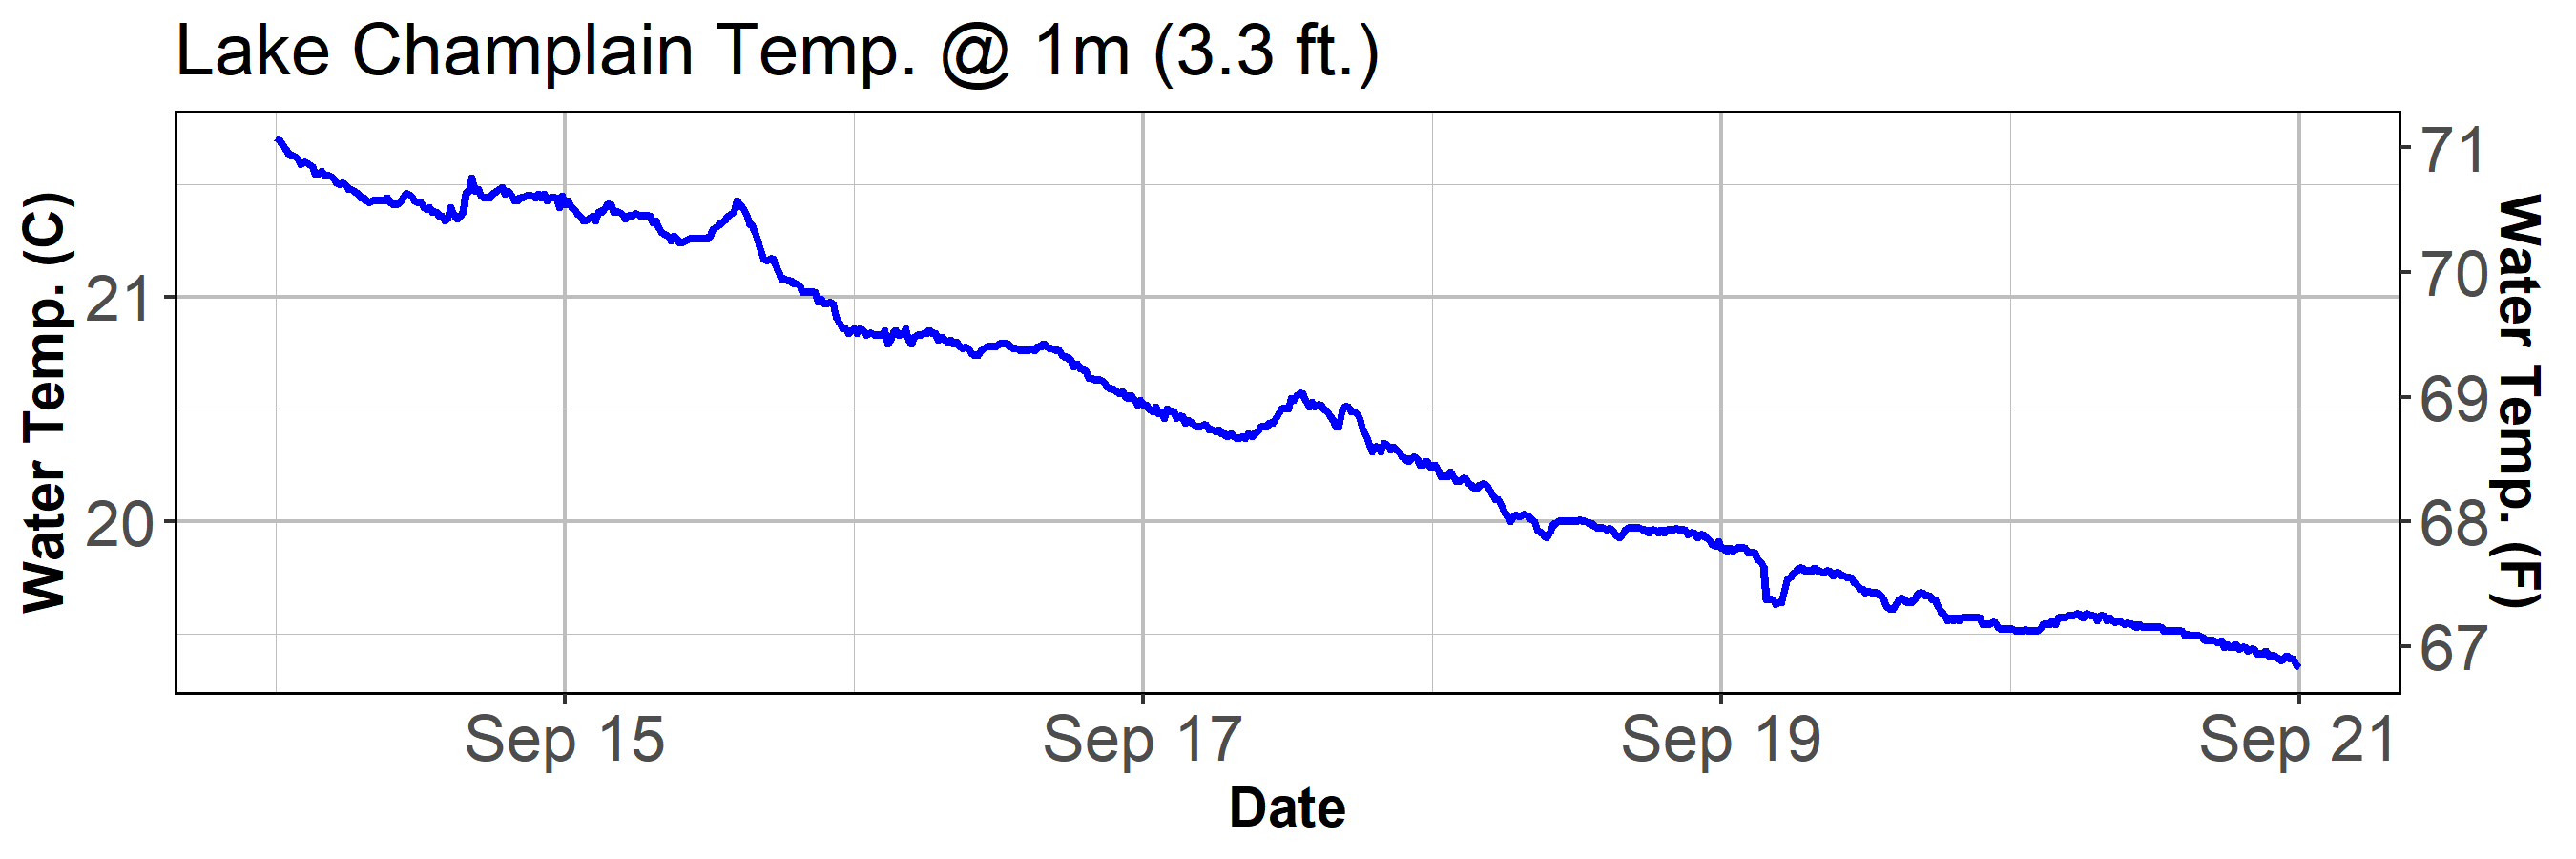 Lake Champlain Temp. @ 1m (3.3 ft.)
Water Temp. (C)
21
20
71
70
69
68
67
Water Temp. (F)
Sep 15
Sep 17
Sep 19
Sep 21
Date